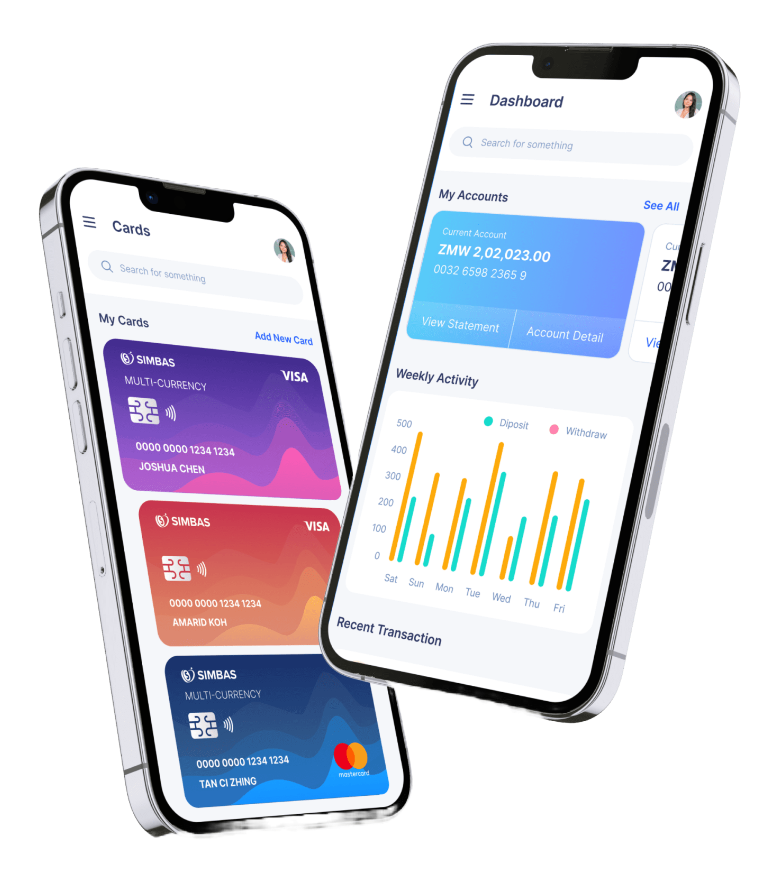 Cards
Search for something
My Cards
Add New Card
SIMBAS
VISA
MULTI-CURRENCY
0000 0000 1234 1234
JOSHUA CHEN
SIMBAS
VISA
0000 0000 1234 1234
AMARID KOH
SIMBAS
MULTI-CURRENCY
0000 0000 1234 1234
TAN CI ZHING
mastercard
Dashboard
Search for something
My Accounts
See All
Current Account
ZMW 2,02,023.00
0032 6598 2365 9
View Statement
Account Detail
Weekly Activity
Diposit
Withdraw
500
400
300
200
100
0
Sat Sun Mon Tue Wed Thu Fri
Recent Transaction